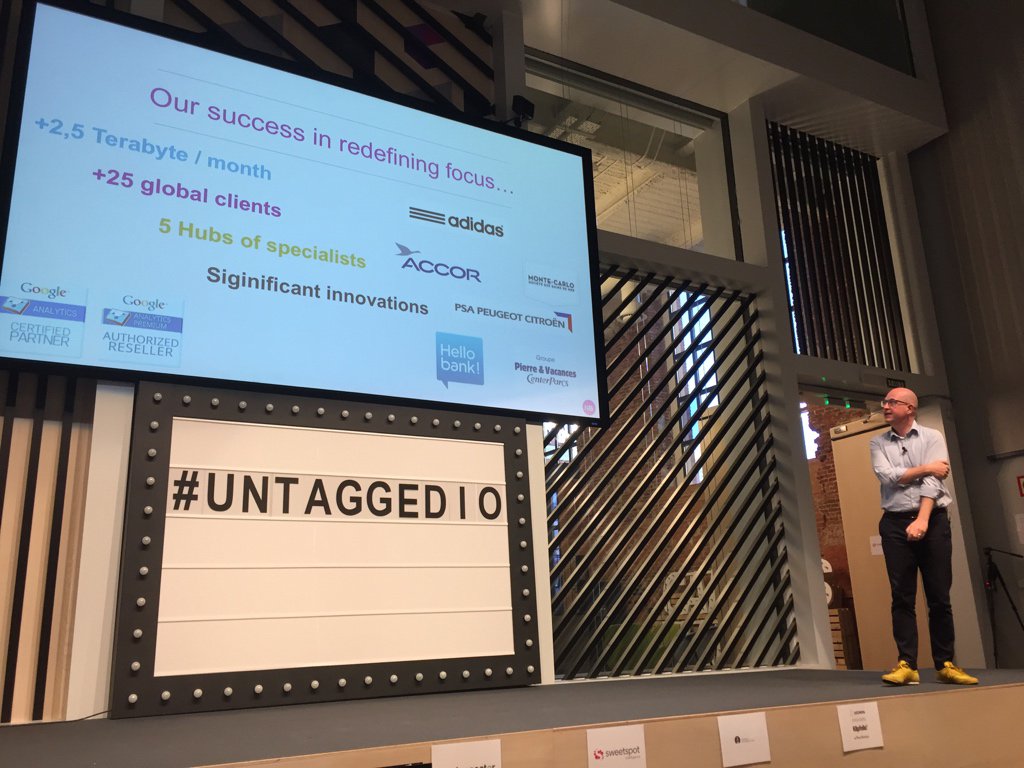 Our success in redefining focus...
+2,5 Terabyte / month
+25 global clients
5 Hubs of specialists
Siginificant innovations
adidas
ACCOR
MONTE-CARLO
PSA PEUGEOT CITROËN
Hello
bank!
Groupe
Pierre & Vacances
CenterParcs
Google
ANALYTICS
CERTIFIED
PARTNER
Google
ANALYTICS
PREMIUM
AUTHORIZED
RESELLER
#UNTAGGEDIO
sweetspot